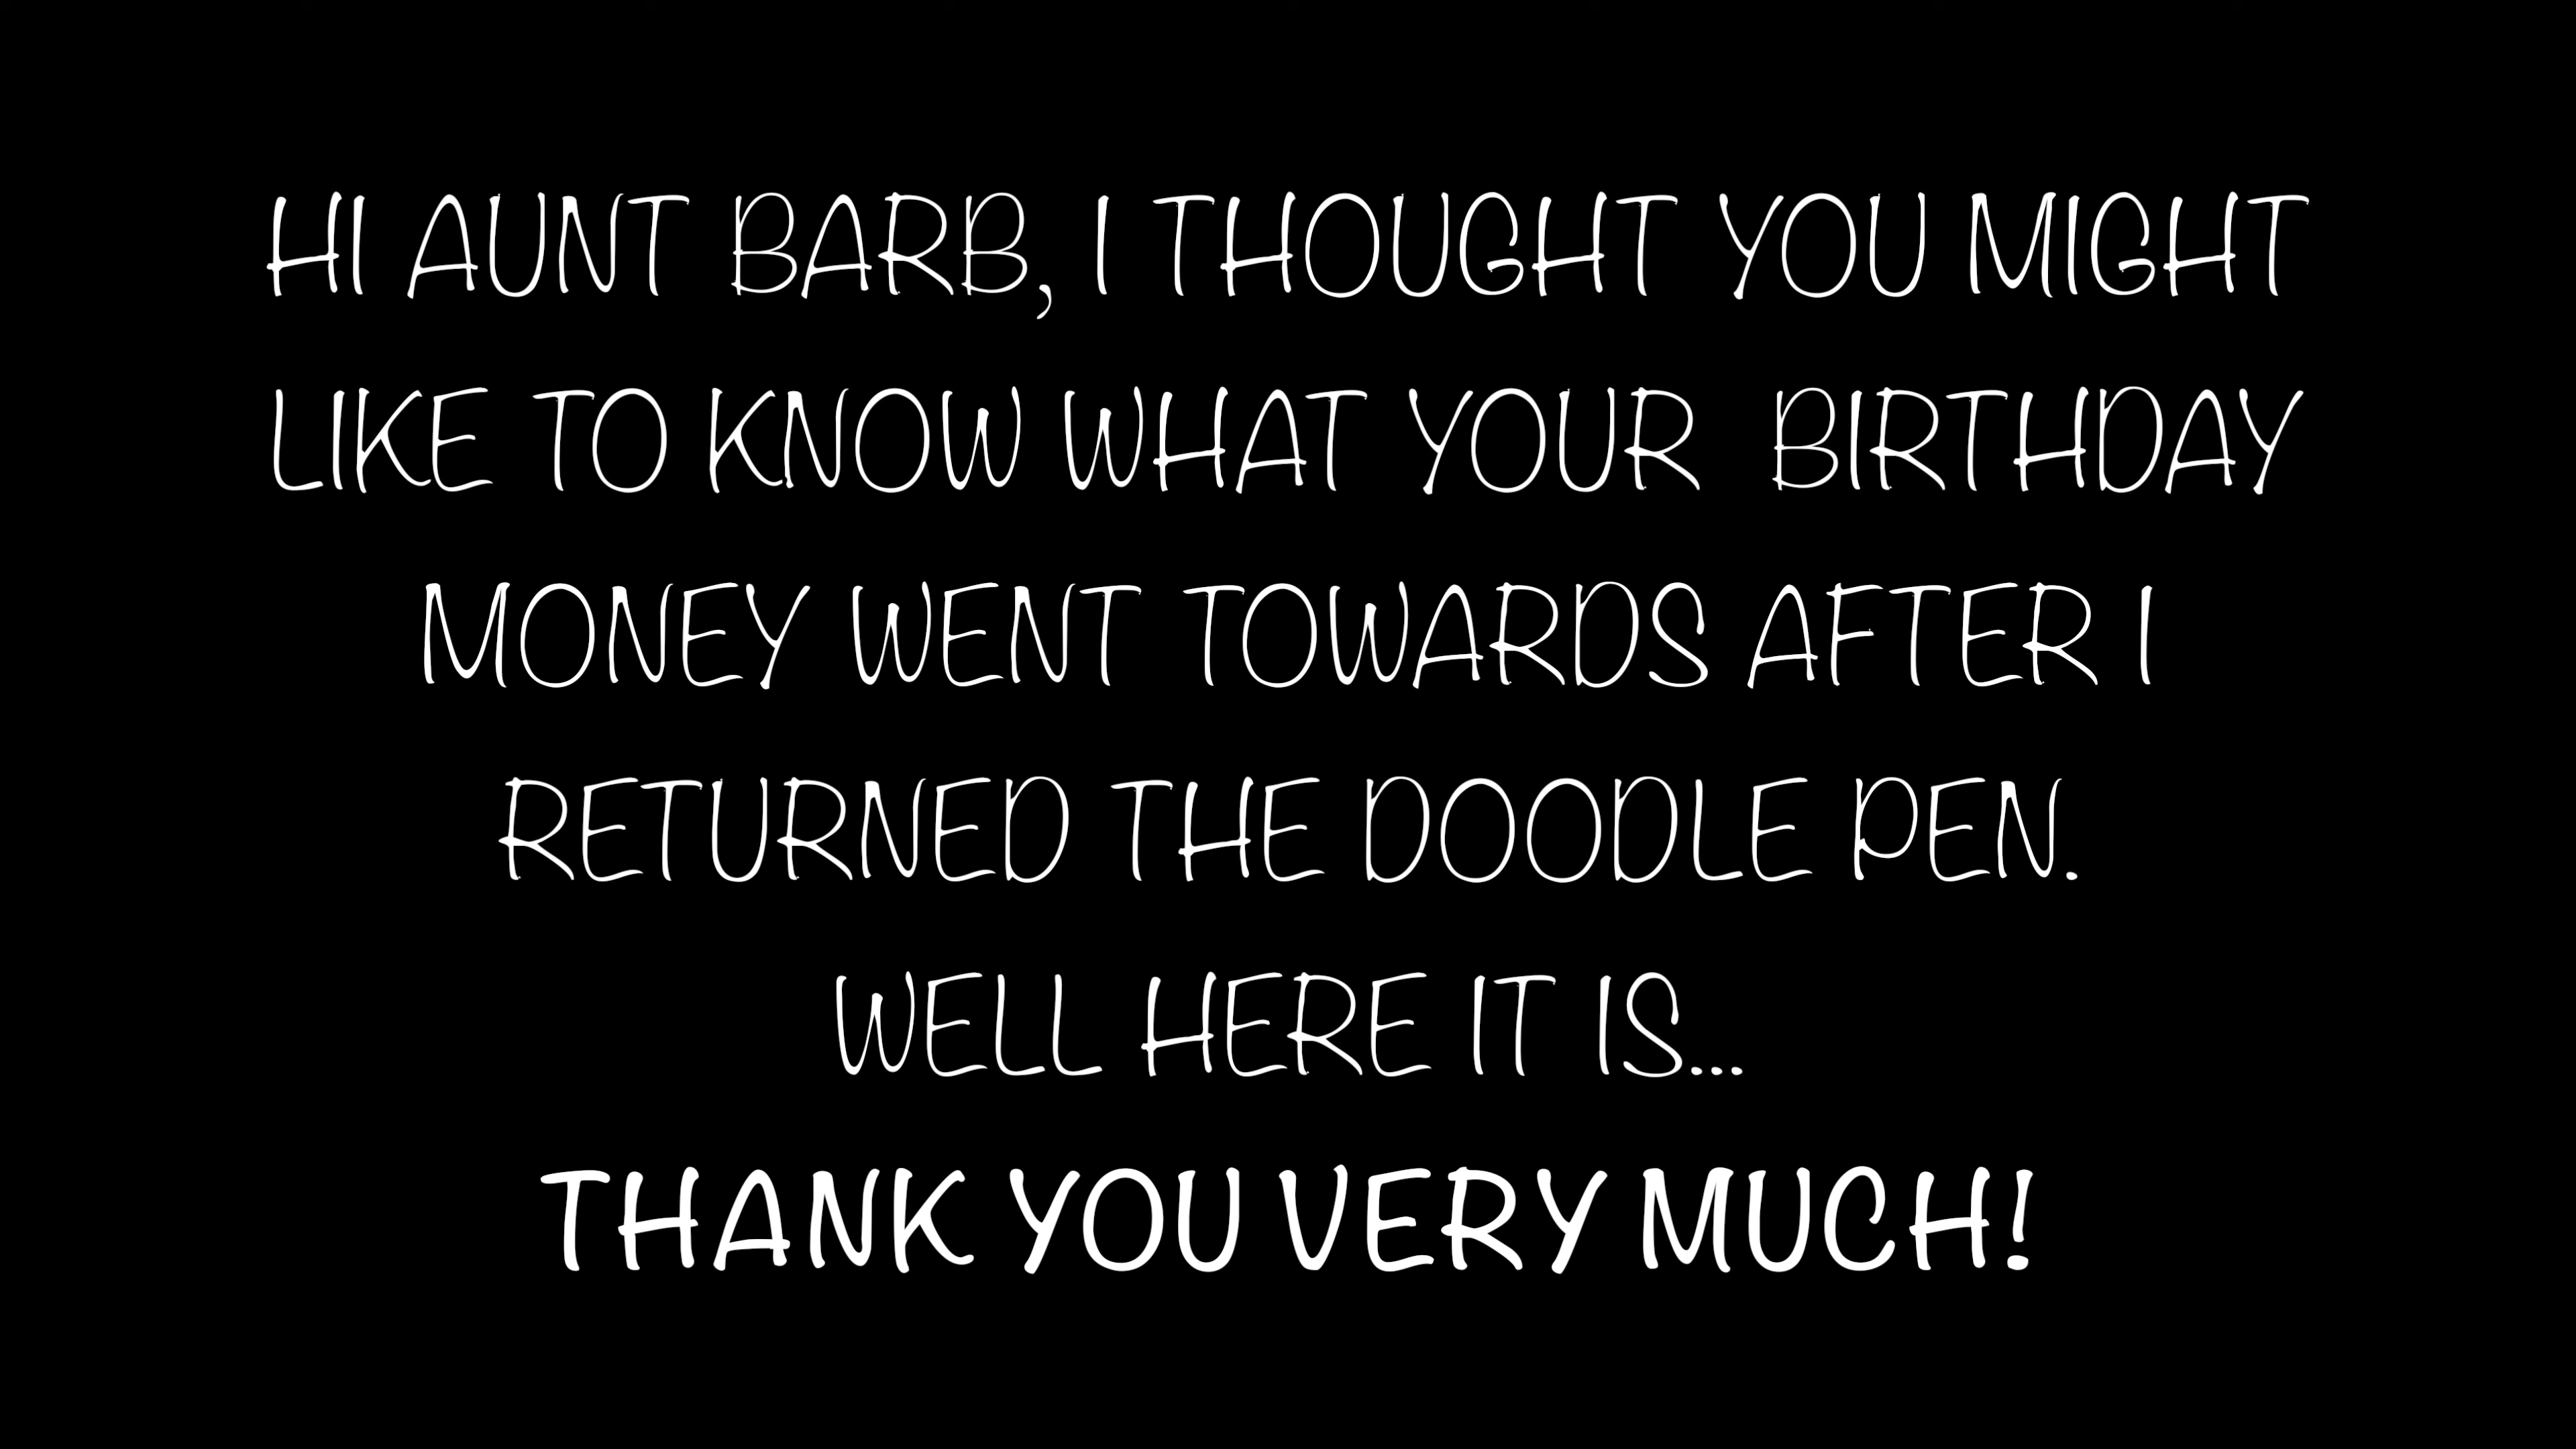 HI AUNT BARB, I THOUGHT YOU MIGHT
LIKE TO KNOW WHAT YOUR BIRTHDAY
MONEY WENT TOWARDS AFTER I
RETURNED THE DOODLE PEN.
WELL HERE IT IS...
THANK YOU VERY MUCH!